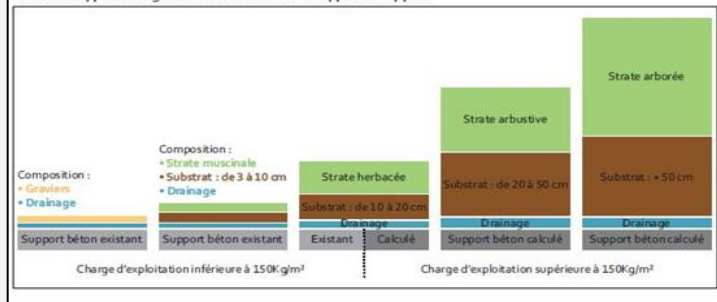 Composition :
• Graviers
• Drainage
Support béton existant
Composition :
• Strate muscinale
• Substrat : de 3 à 10 cm
• Drainage
Support béton existant
Strate herbacée
Substrat : de 10 à 20 cm
Drainage
Existant
Calculé
Strate arbustive
Substrat : de 20 à 50 cm
Drainage
Support béton calculé
Strate arborée
Substrat : + 50 cm
Drainage
Support béton calculé
Charge d'exploitation inférieure à 150Kg/m²
Charge d'exploitation supérieure à 150Kg/m²